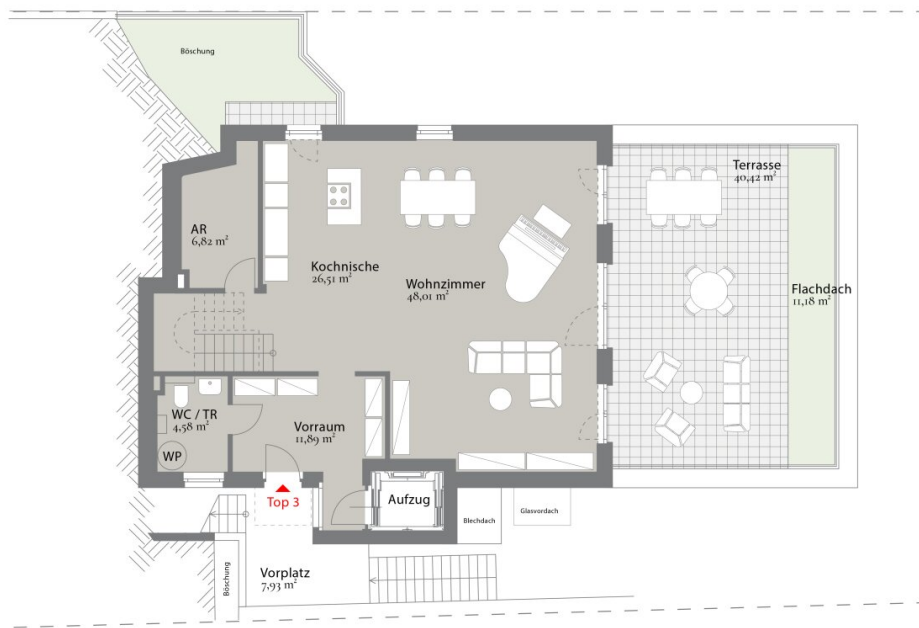 Böschung
Terrasse
40,42 m²
AR
6,82 m²
Kochnische
26,51 m²
Wohnzimmer
48,01 m²
Flachdach
11,18 m²
WC / TR
4,58 m²
WP
Vorraum
11,89 m²
Top 3
Aufzug
Blechdach
Glasvordach
Böschung
Vorplatz
7,93 m²